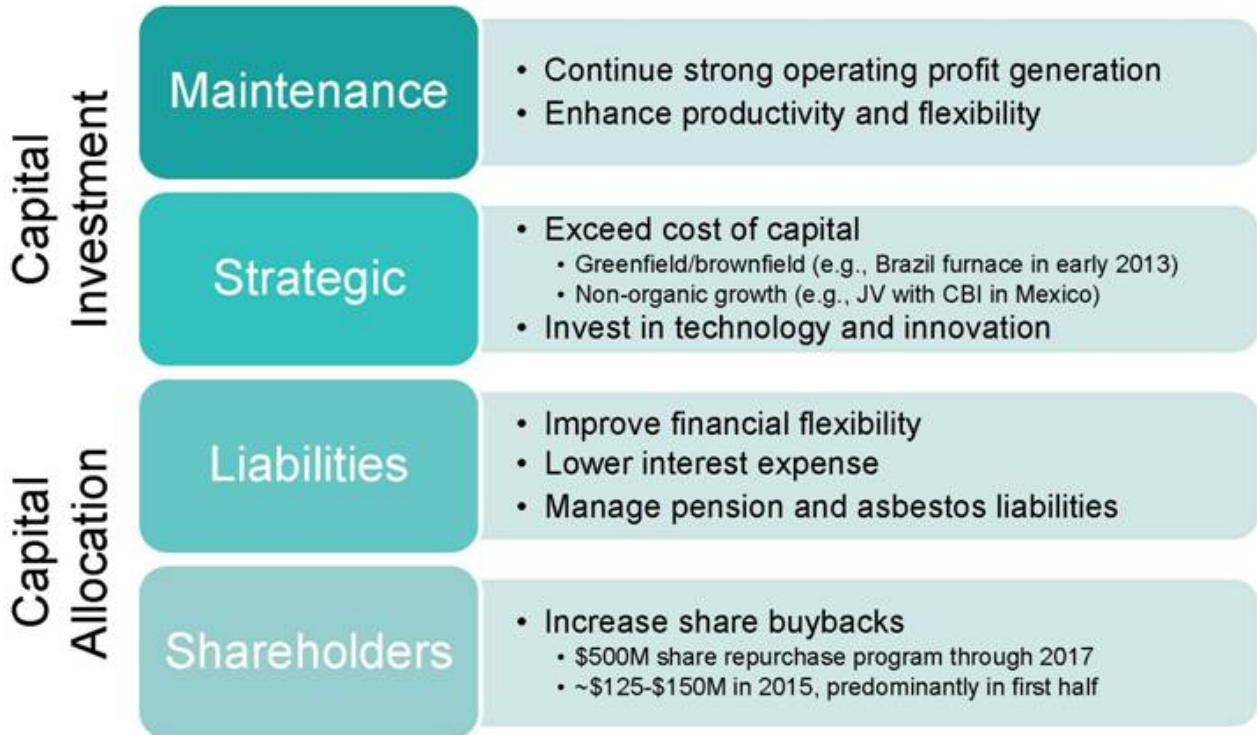 Capital
Investment
Maintenance
• Continue strong operating profit generation
• Enhance productivity and flexibility
Strategic
• Exceed cost of capital
• Greenfield/brownfield (e.g., Brazil furnace in early 2013)
• Non-organic growth (e.g., JV with CBI in Mexico)
• Invest in technology and innovation
Capital
Allocation
Liabilities
• Improve financial flexibility
• Lower interest expense
• Manage pension and asbestos liabilities
Shareholders
• Increase share buybacks
• $500M share repurchase program through 2017
• ~$125-$150M in 2015, predominantly in first half